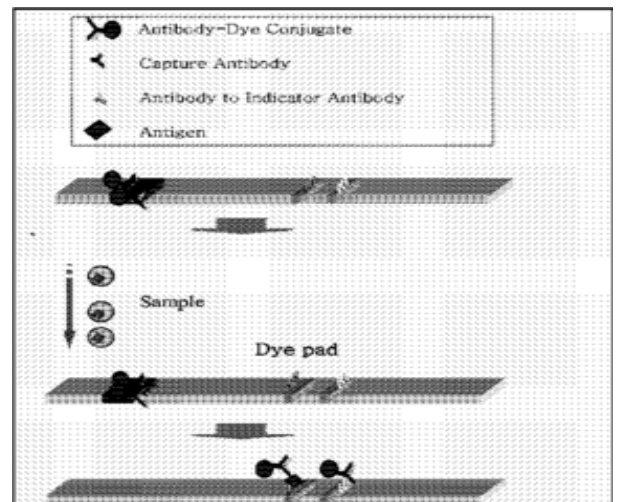 Antibody-Dye Conjugate
Capture Antibody
Antibody to Indicator Antibody
Antigen
Sample
Dye pad